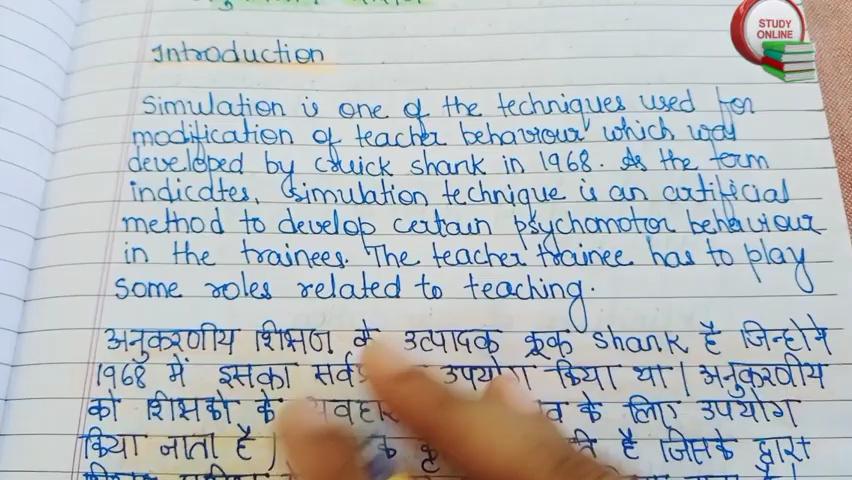 STUDY
ONLINE
Introduction
Simulation is one of the techniques used for
modification of teacher behaviour which was
developed by Cruick shank in 1968. As the term
indicates, simulation technique is an artificial
method to develop certain psychomotor behaviour
in the trainees. The teacher trainee has to play
some roles related to teaching.
अनुकरणीय शिक्षण के उत्पादक क्रूक shank है जिन्होने
1968 में इसका उपयोग किया था | अनुकरणीय
को शिक्षको के के लिए उपयोग
किया जाता है | है जिसके द्वारा